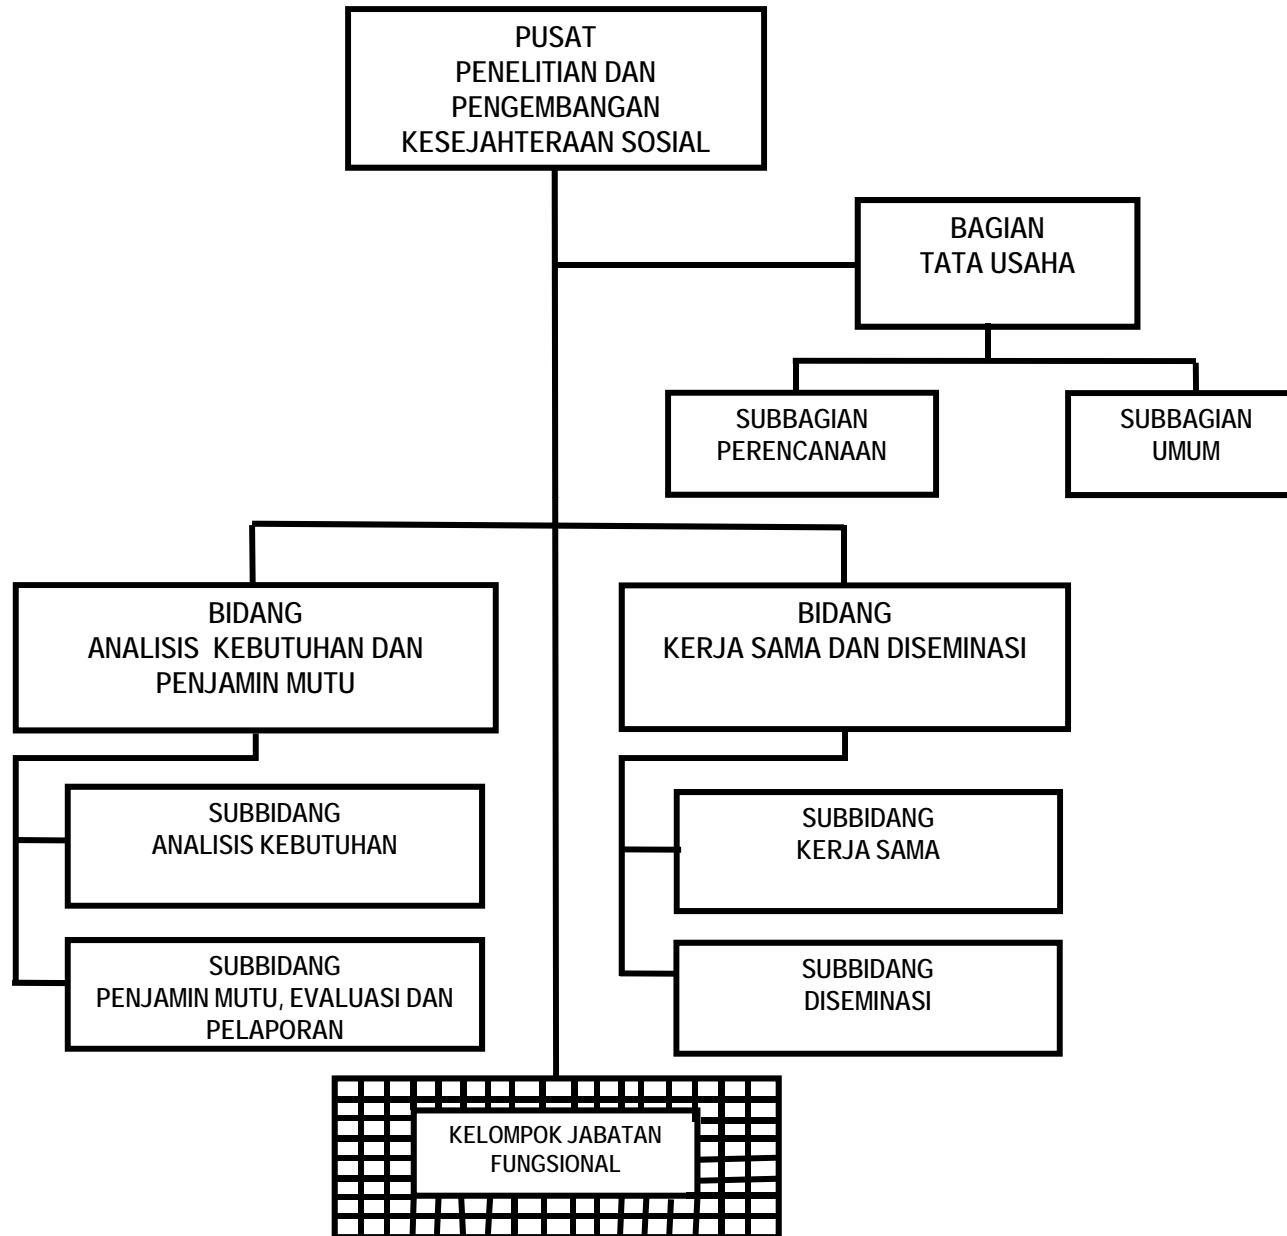 PUSAT
PENELITIAN DAN
PENGEMBANGAN
KESEJAHTERAAN SOSIAL
BAGIAN
TATA USAHA
SUBBAGIAN
PERENCANAAN
SUBBAGIAN
UMUM
BIDANG
ANALISIS KEBUTUHAN DAN
PENJAMIN MUTU
BIDANG
KERJA SAMA DAN DISEMINASI
SUBBIDANG
ANALISIS KEBUTUHAN
SUBBIDANG
KERJA SAMA
SUBBIDANG
PENJAMIN MUTU, EVALUASI DAN
PELAPORAN
SUBBIDANG
DISEMINASI
KELOMPOK JABATAN
FUNGSIONAL